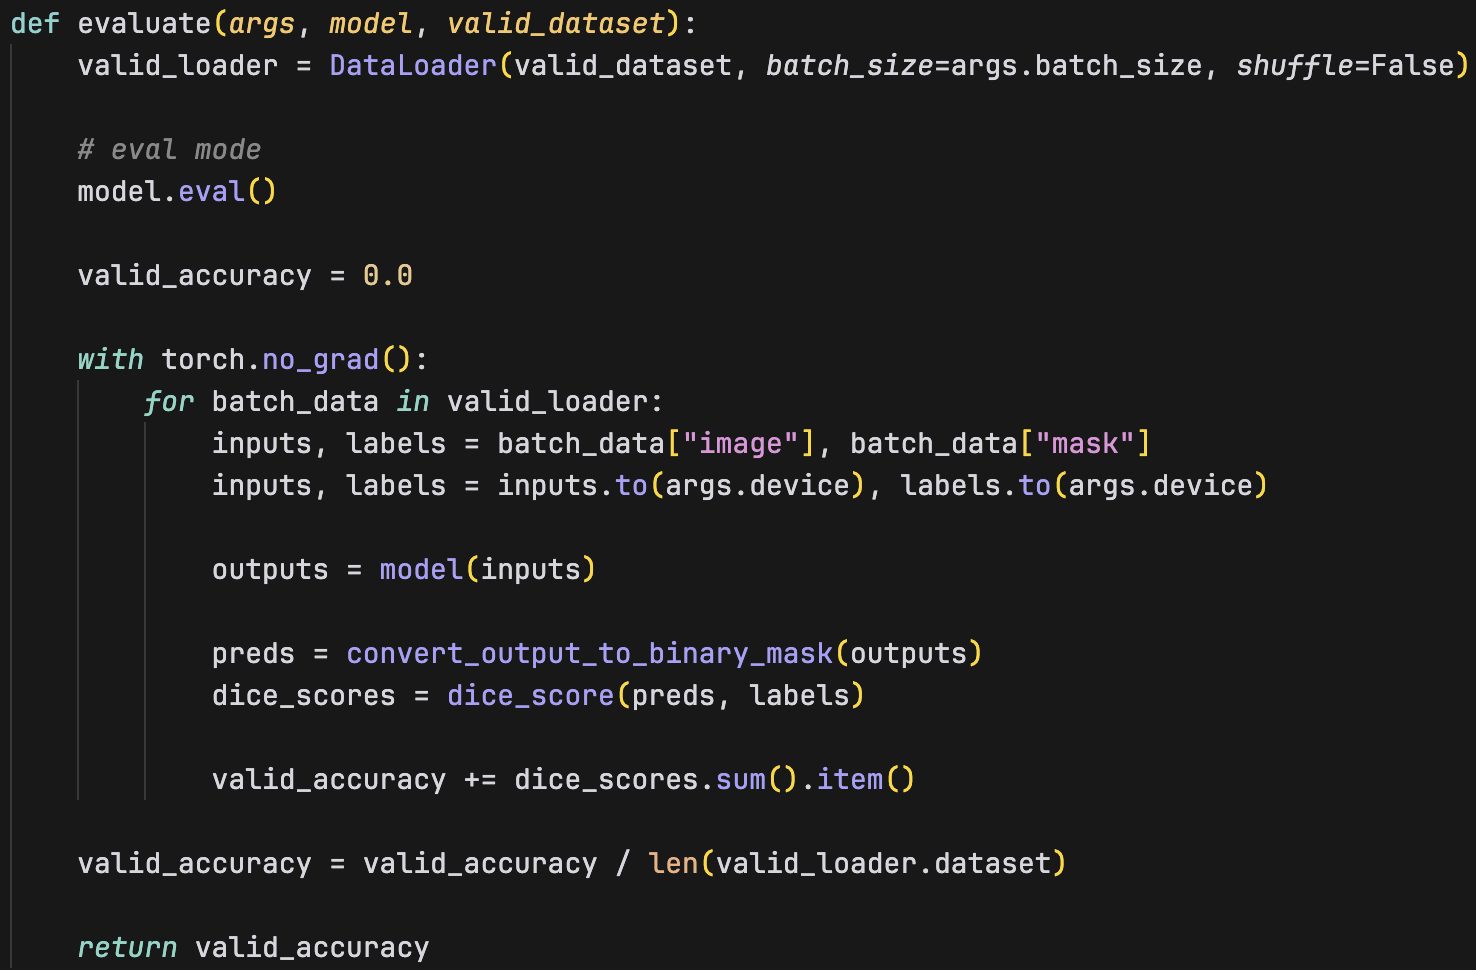 def evaluate(args, model, valid_dataset):
    valid_loader = DataLoader(valid_dataset, batch_size=args.batch_size, shuffle=False)

    # eval mode
    model.eval()

    valid_accuracy = 0.0

    with torch.no_grad():
        for batch_data in valid_loader:
            inputs, labels = batch_data["image"], batch_data["mask"]
            inputs, labels = inputs.to(args.device), labels.to(args.device)

            outputs = model(inputs)

            preds = convert_output_to_binary_mask(outputs)
            dice_scores = dice_score(preds, labels)

            valid_accuracy += dice_scores.sum().item()

    valid_accuracy = valid_accuracy / len(valid_loader.dataset)

    return valid_accuracy